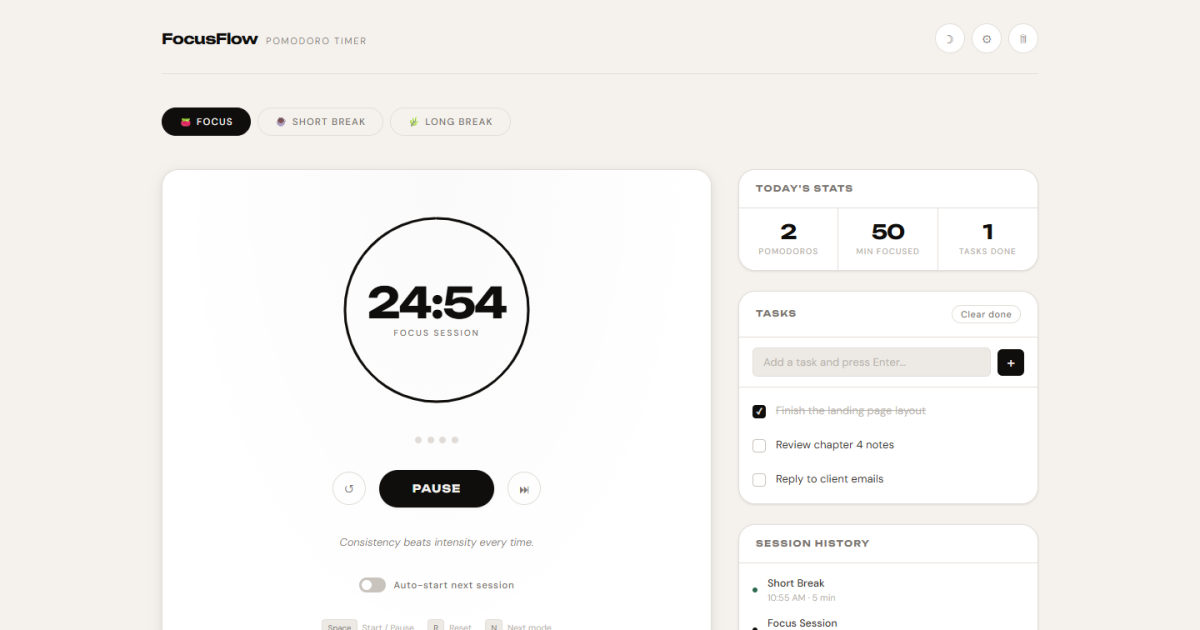 FocusFlow POMODORO TIMER
FOCUS
SHORT BREAK
LONG BREAK
24:54
FOCUS SESSION
PAUSE
Consistency beats intensity every time.
Auto-start next session
Space Start / Pause R Reset N Next mode
TODAY'S STATS
2 50 1
POMODOROS MIN FOCUSED TASKS DONE
TASKS Clear done
Add a task and press Enter...
+
Finish the landing page layout
Review chapter 4 notes
Reply to client emails
SESSION HISTORY
Short Break
10:55 AM · 5 min
Focus Session